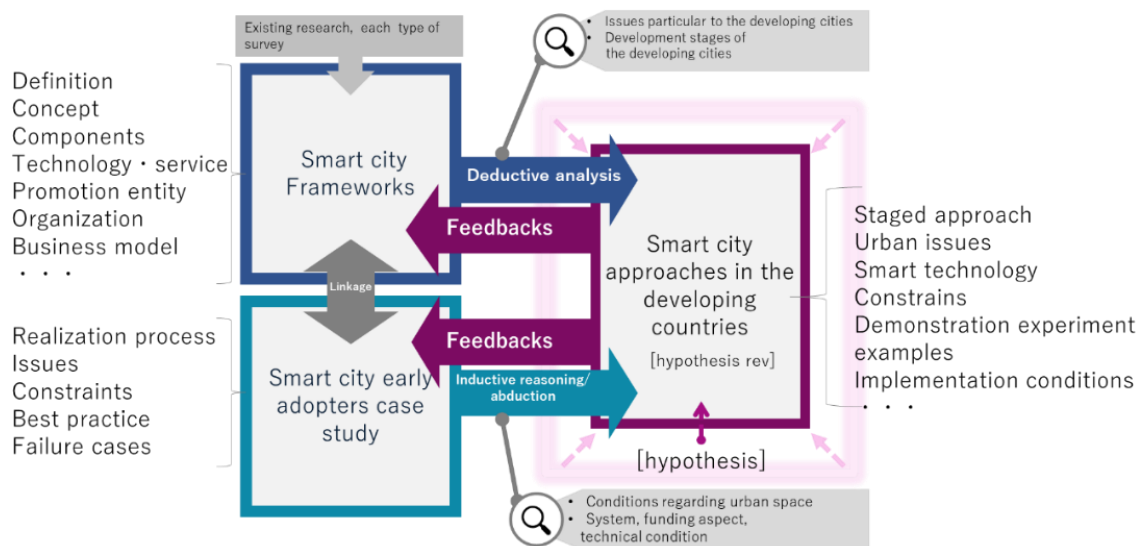 Existing research, each type of
survey
• Issues particular to the developing cities
• Development stages of
the developing cities
Definition
Concept
Components
Technology・service
Promotion entity
Organization
Business model
・・・
Smart city
Frameworks
Deductive analysis
Feedbacks
Linkage
Smart city
approaches in the
developing
countries
[hypothesis rev]
Staged approach
Urban issues
Smart technology
Constrains
Demonstration experiment
examples
Implementation conditions
・・・
Realization process
Issues
Constraints
Best practice
Failure cases
Smart city early
adopters case
study
Feedbacks
Inductive reasoning/
abduction
[hypothesis]
• Conditions regarding urban space
• System, funding aspect,
technical condition